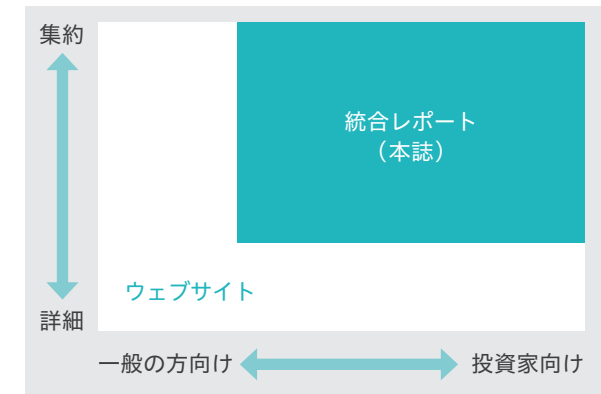 集約
統合レポート
（本誌）
ウェブサイト
詳細
一般の方向け
投資家向け